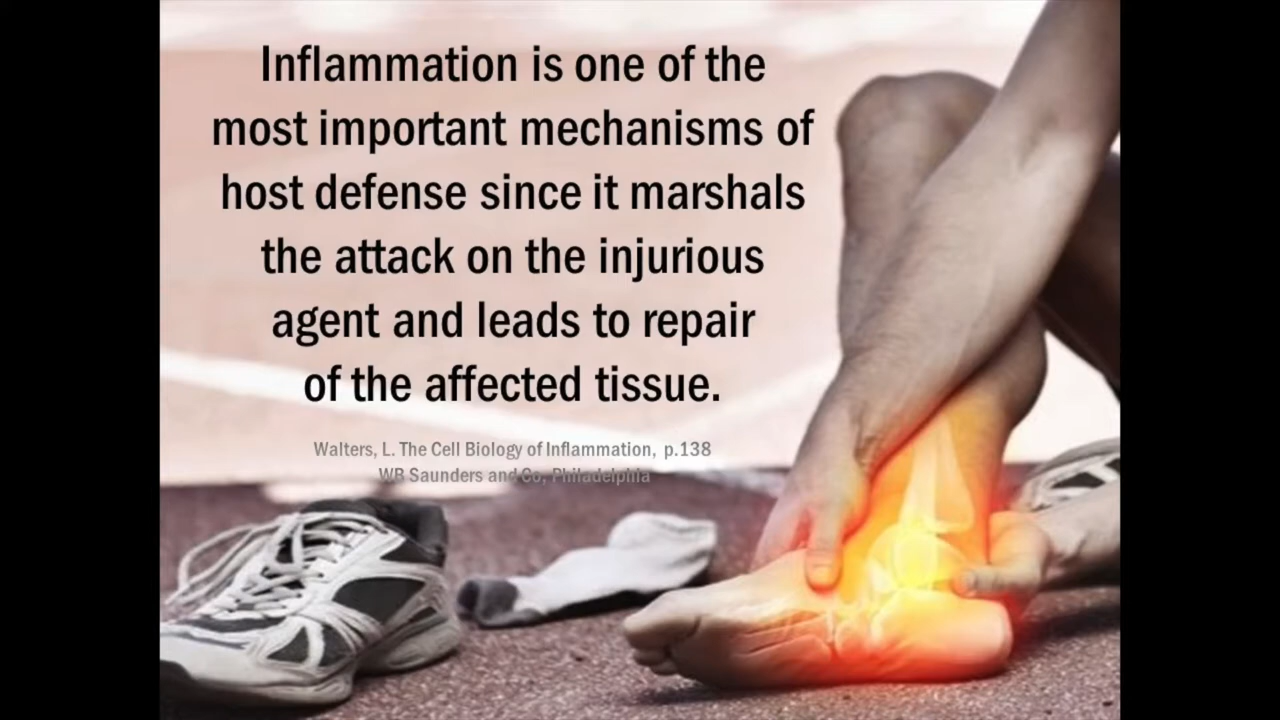 Inflammation is one of the
most important mechanisms of
host defense since it marshals
the attack on the injurious
agent and leads to repair
of the affected tissue.
Walters, L. The Cell Biology of Inflammation, p.138
WB Saunders and Co, Philadelphia